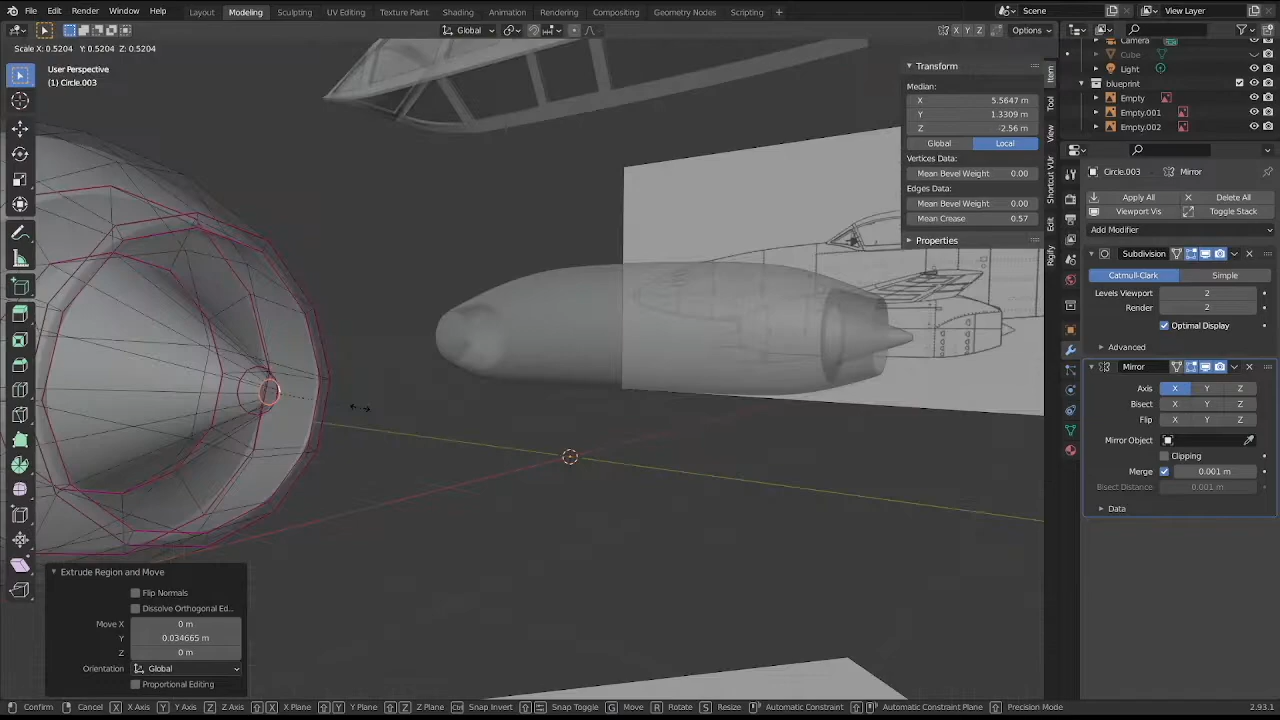 File Edit Render Window Help Layout Modeling Sculpting UV Editing Texture Paint Shading Animation Rendering Compositing Geometry Nodes Scripting + Scene View Layer
Global X Y Z Options
Scale X: 0.5204 Y: 0.5204 Z: 0.5204
User Perspective
(1) Circle.003
Transform
Median:
X 5.5647 m
Y 1.3309 m
Z -2.56 m
Global Local
Vertices Data:
Mean Bevel Weight 0.00
Edges Data:
Mean Bevel Weight 0.00
Mean Crease 0.57
Properties
Item
Tool
View
Shortcut VUr
Edit
Rigify
Camera
Cube
Light
blueprint
Empty
Empty.001
Empty.002
Circle.003 Mirror
Apply All Delete All
Viewport Vis Toggle Stack
Add Modifier
Subdivision
Catmull-Clark Simple
Levels Viewport 2
Render 2
Optimal Display
Advanced
Mirror
Axis X Y Z
Bisect X Y Z
Flip X Y Z
Mirror Object
Clipping
Merge 0.001 m
Bisect Distance 0.001 m
Data
Extrude Region and Move
Flip Normals
Dissolve Orthogonal Ed...
Move X 0 m
Y 0.034665 m
Z 0 m
Orientation Global
Proportional Editing
Confirm Cancel X X Axis Y Y Axis Z Z Axis X X Plane Y Y Plane Z Z Plane Snap Invert Snap Toggle G Move R Rotate S Resize Automatic Constraint Automatic Constraint Plane Precision Mode 2.93.1